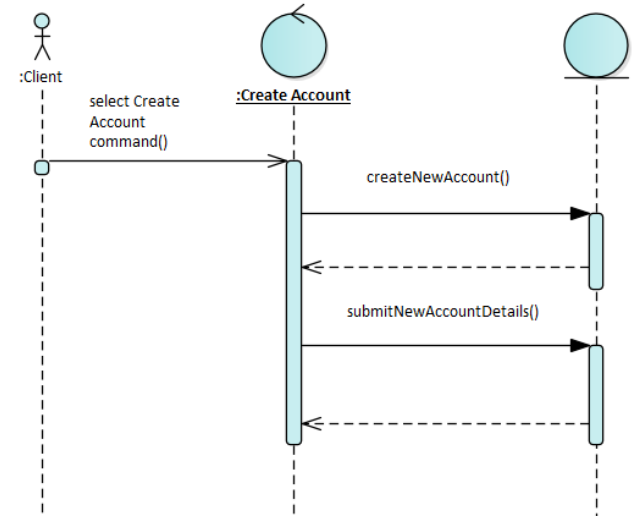 :Client
:Create Account
select Create
Account
command()
createNewAccount()
submitNewAccountDetails()